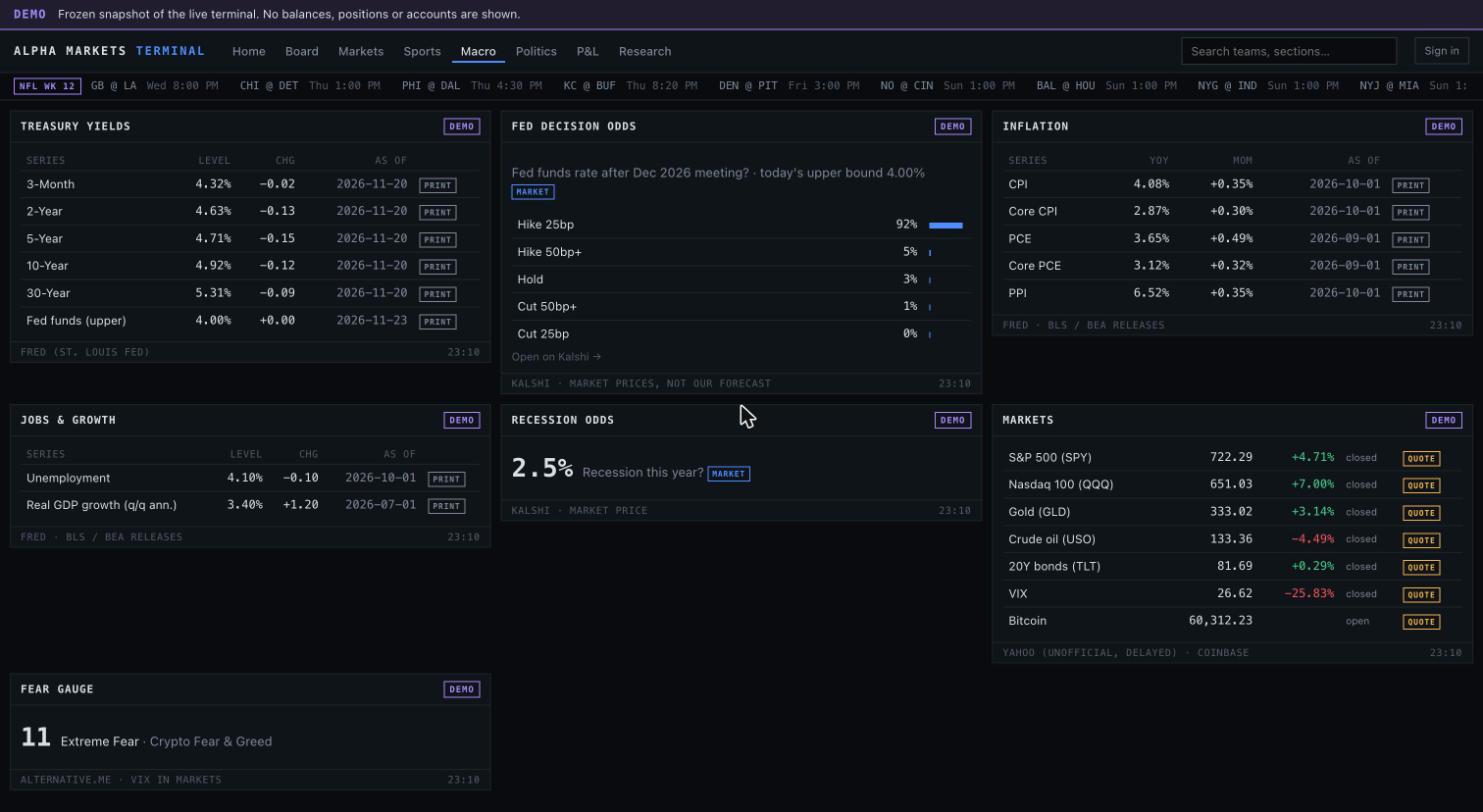 DEMO Frozen snapshot of the live terminal. No balances, positions or accounts are shown.
ALPHA MARKETS TERMINAL Home Board Markets Sports Macro Politics P&L Research Search teams, sections... Sign in
NFL WK 12 GB @ LA Wed 8:00 PM CHI @ DET Thu 1:00 PM PHI @ DAL Thu 4:30 PM KC @ BUF Thu 8:20 PM DEN @ PIT Fri 3:00 PM NO @ CIN Sun 1:00 PM BAL @ HOU Sun 1:00 PM NYG @ IND Sun 1:00 PM NYJ @ MIA Sun 1:
TREASURY YIELDS DEMO
SERIES LEVEL CHG AS OF
3-Month 4.32% −0.02 2026-11-20 PRINT
2-Year 4.63% −0.13 2026-11-20 PRINT
5-Year 4.71% −0.15 2026-11-20 PRINT
10-Year 4.92% −0.12 2026-11-20 PRINT
30-Year 5.31% −0.09 2026-11-20 PRINT
Fed funds (upper) 4.00% +0.00 2026-11-23 PRINT
FRED (ST. LOUIS FED) 23:10
FED DECISION ODDS DEMO
Fed funds rate after Dec 2026 meeting? · today's upper bound 4.00%
MARKET
Hike 25bp 92%
Hike 50bp+ 5%
Hold 3%
Cut 50bp+ 1%
Cut 25bp 0%
Open on Kalshi →
KALSHI · MARKET PRICES, NOT OUR FORECAST 23:10
INFLATION DEMO
SERIES YOY MOM AS OF
CPI 4.08% +0.35% 2026-10-01 PRINT
Core CPI 2.87% +0.30% 2026-10-01 PRINT
PCE 3.65% +0.49% 2026-09-01 PRINT
Core PCE 3.12% +0.32% 2026-09-01 PRINT
PPI 6.52% +0.35% 2026-10-01 PRINT
FRED · BLS / BEA RELEASES 23:10
JOBS & GROWTH DEMO
SERIES LEVEL CHG AS OF
Unemployment 4.10% −0.10 2026-10-01 PRINT
Real GDP growth (q/q ann.) 3.40% +1.20 2026-07-01 PRINT
FRED · BLS / BEA RELEASES 23:10
RECESSION ODDS DEMO
2.5% Recession this year? MARKET
KALSHI · MARKET PRICE 23:10
MARKETS DEMO
S&P 500 (SPY) 722.29 +4.71% closed QUOTE
Nasdaq 100 (QQQ) 651.03 +7.00% closed QUOTE
Gold (GLD) 333.02 +3.14% closed QUOTE
Crude oil (USO) 133.36 −4.49% closed QUOTE
20Y bonds (TLT) 81.69 +0.29% closed QUOTE
VIX 26.62 −25.83% closed QUOTE
Bitcoin 60,312.23 open QUOTE
YAHOO (UNOFFICIAL, DELAYED) · COINBASE 23:10
FEAR GAUGE DEMO
11 Extreme Fear · Crypto Fear & Greed
ALTERNATIVE.ME · VIX IN MARKETS 23:10